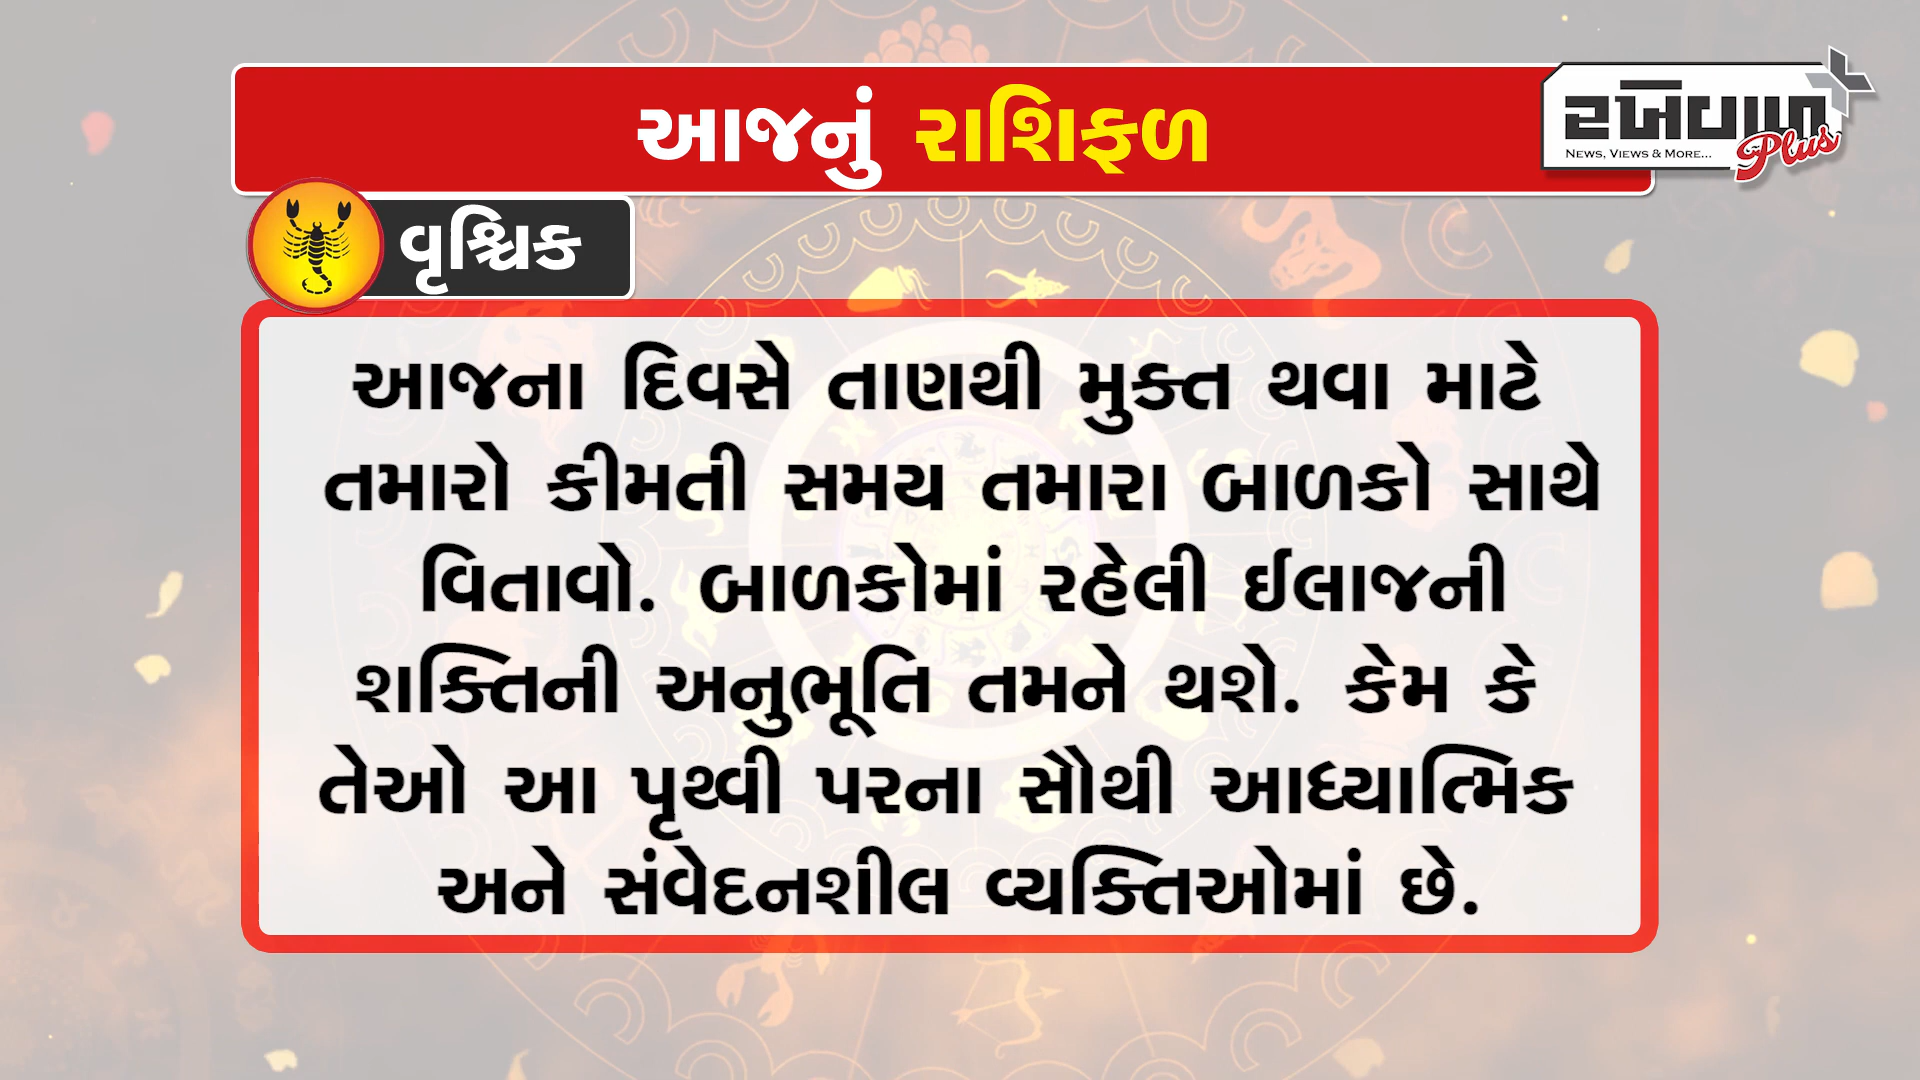 આજનું રાશિફળ
રખેવાળ
Plus
NEWS, VIEWS & MORE...
વૃશ્ચિક
આજના દિવસે તાણથી મુક્ત થવા માટે
તમારો કીમતી સમય તમારા બાળકો સાથે
વિતાવો. બાળકોમાં રહેલી ઈલાજની
શક્તિની અનુભૂતિ તમને થશે. કેમ કે
તેઓ આ પૃથ્વી પરના સૌથી આધ્યાત્મિક
અને સંવેદનશીલ વ્યક્તિઓમાં છે.